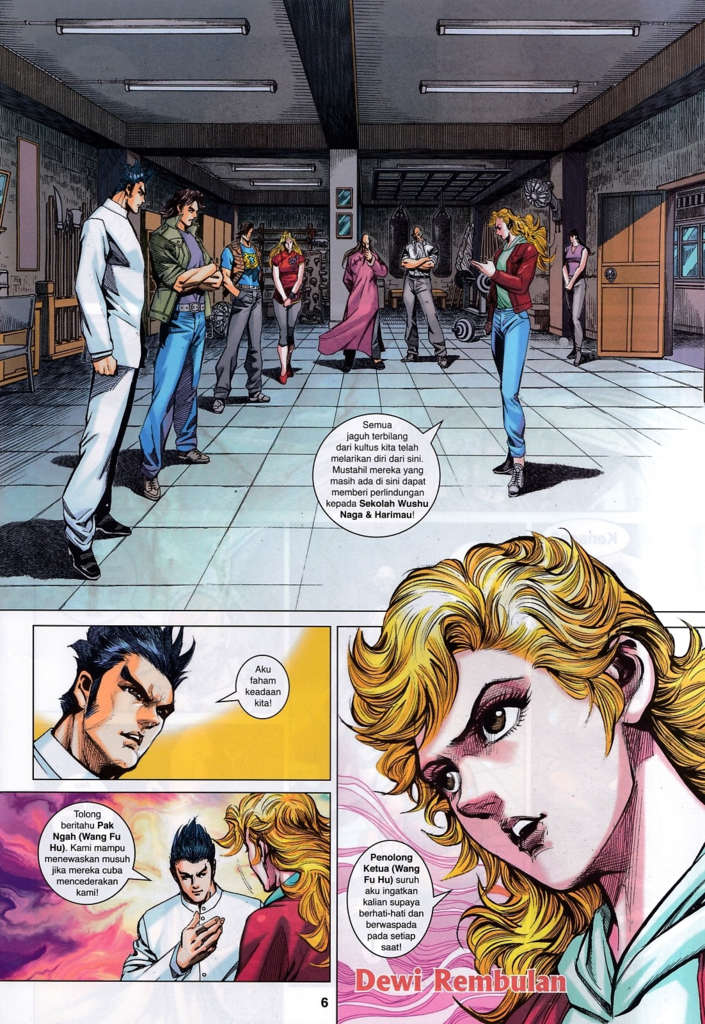 Semua
jaguh terbilang
dari kultus kita telah
melarikan diri dari sini.
Mustahil mereka yang
masih ada di sini dapat
memberi perlindungan
kepada Sekolah Wushu
Naga & Harimau!
Aku
faham
keadaan
kita!
Penolong
Ketua (Wang
Fu Hu) suruh
aku ingatkan
kalian supaya
berhati-hati dan
berwaspada
pada setiap
saat!
Dewi Rembulan
Tolong
beritahu Pak
Ngah (Wang Fu
Hu). Kami mampu
menewaskan musuh
jika mereka cuba
mencederakan
kami!
6